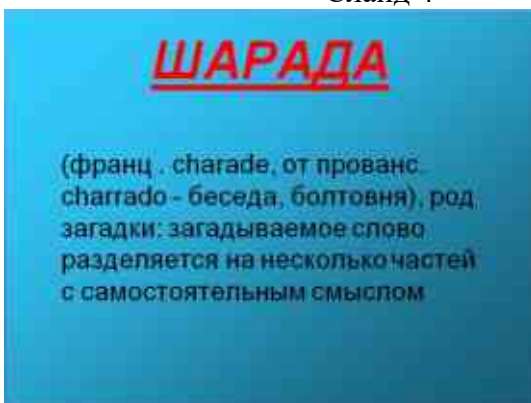 Слайд 4
ШАРАДА
(франц . charade, от прованс.
charrado - беседа, болтовня), род
загадки: загадываемое слово
разделяется на несколько частей
с самостоятельным смыслом